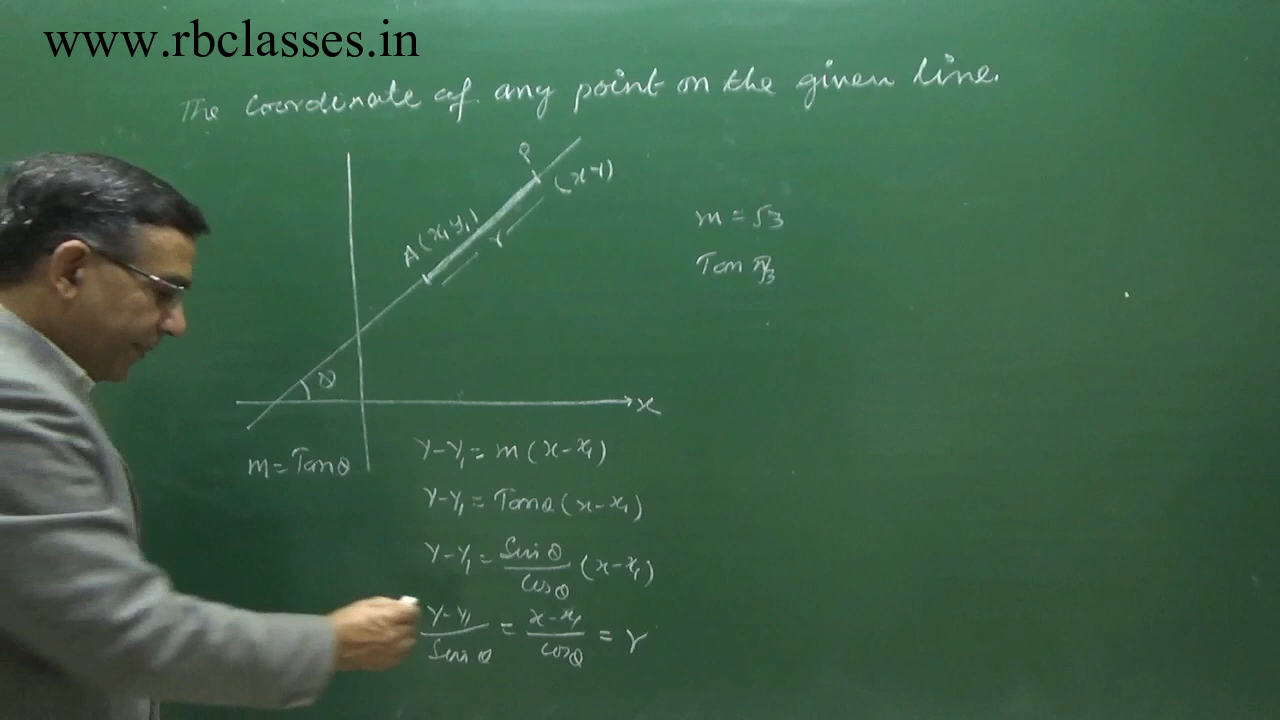 www.rbclasses.in
The Coordinate of any point on the given line.
P
(x Y)
A (x₁ y₁)
r
m = √3
Tan π/3
θ
x
m = Tanθ
Y-Y₁ = m (x-x₁)
Y-Y₁ = Tanθ (x-x₁)
Y-Y₁ = Sinθ/Cosθ (x-x₁)
Y-Y₁/Sinθ = x-x₁/Cosθ = r